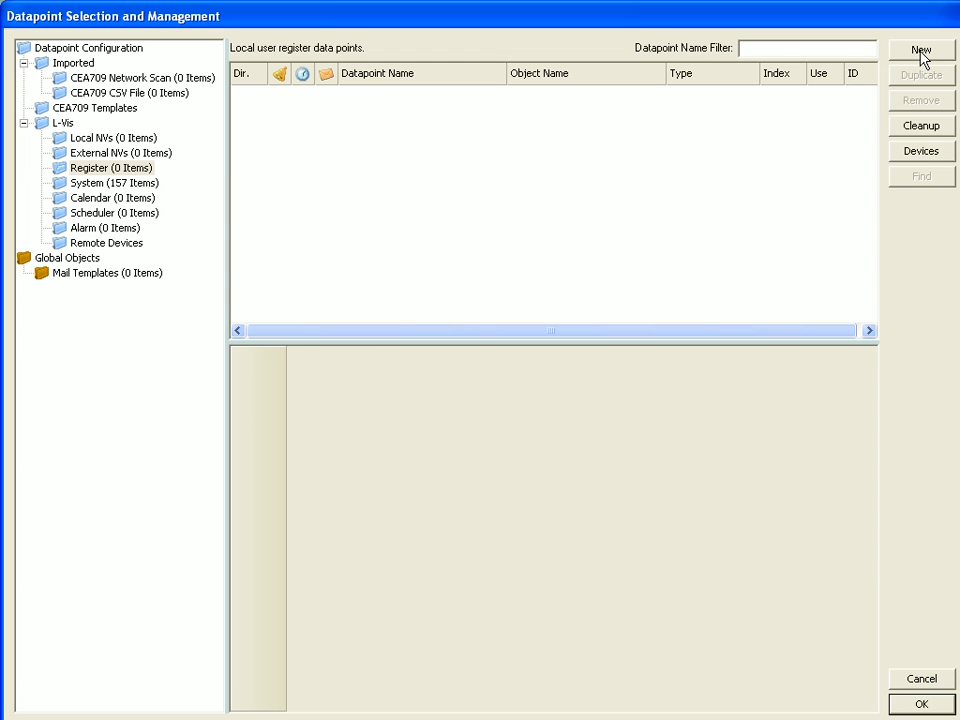 Datapoint Selection and Management
Datapoint Configuration
Imported
CEA709 Network Scan (0 Items)
CEA709 CSV File (0 Items)
CEA709 Templates
L-Vis
Local NVs (0 Items)
External NVs (0 Items)
Register (0 Items)
System (157 Items)
Calendar (0 Items)
Scheduler (0 Items)
Alarm (0 Items)
Remote Devices
Global Objects
Mail Templates (0 Items)
Local user register data points.
Datapoint Name Filter:
Dir. Datapoint Name Object Name Type Index Use ID
New
Duplicate
Remove
Cleanup
Devices
Find
Cancel
OK